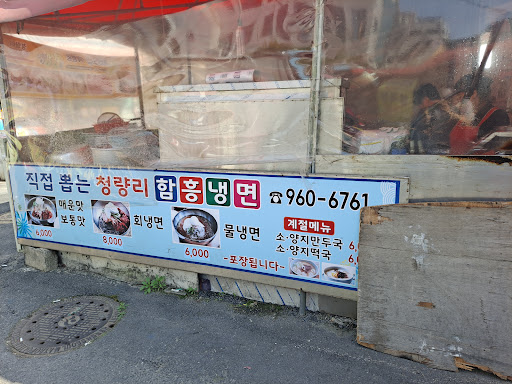 직접 뽑는 청량리 함흥냉면 ☎960-6761
매운맛
보통맛
6,000
회냉면
8,000
물냉면
6,000
~포장됩니다~
계절메뉴
소·양지만두국 6,
소·양지떡국 6,